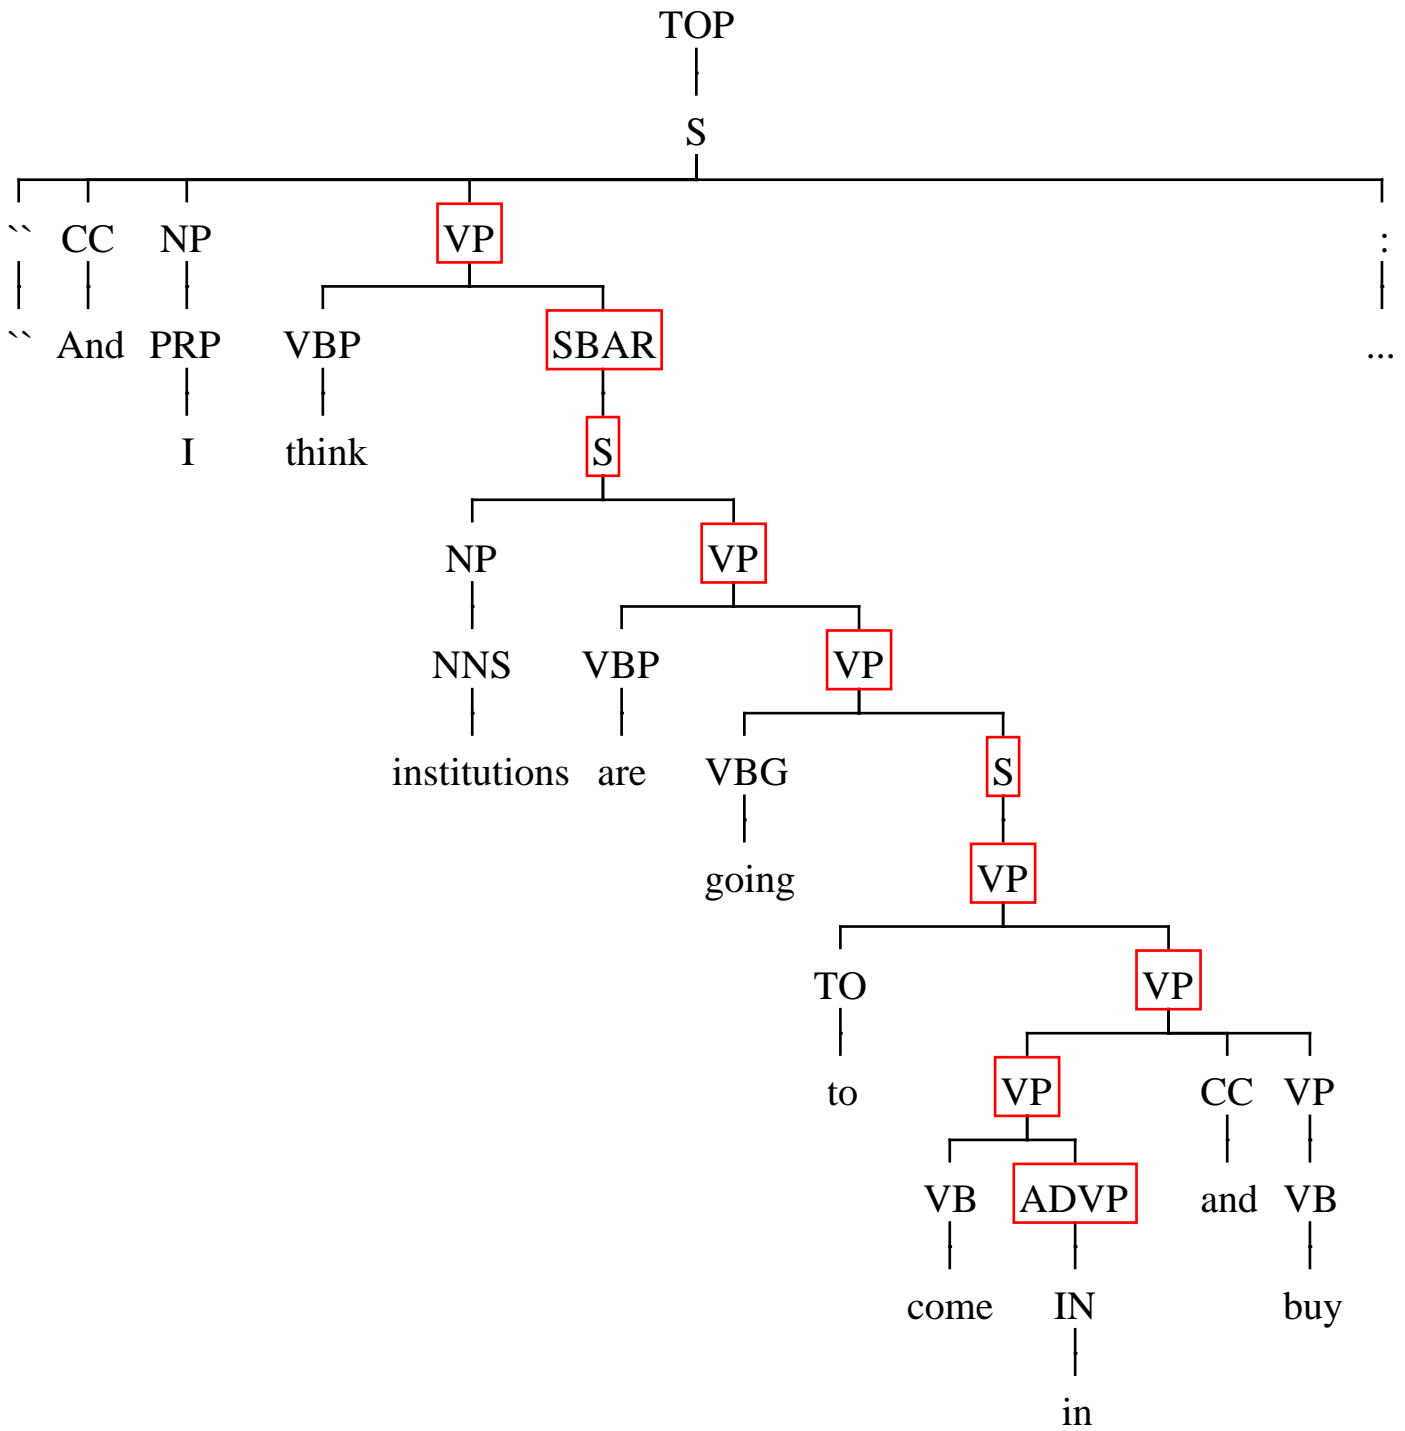 TOP
S
`` CC NP VP :
`` And PRP VBP SBAR ...
I think S
NP VP
NNS VBP VP
institutions are VBG S
going VP
TO VP
to VP CC VP
VB ADVP and VB
come IN buy
in